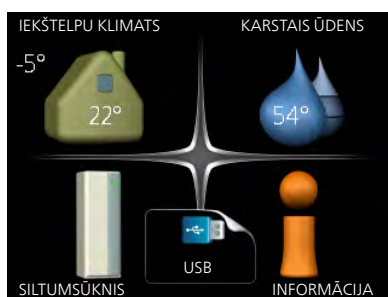 IEKŠTELPU KLIMATS
KARSTAIS ŪDENS
-5°
22°
54°
USB
SILTUMSŪKNIS
INFORMĀCIJA